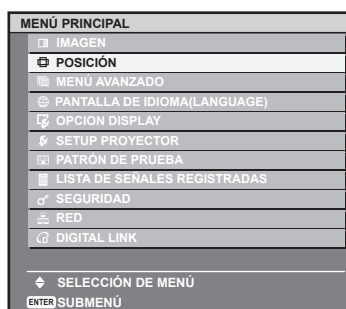 MENÚ PRINCIPAL
IMAGEN
POSICIÓN
MENÚ AVANZADO
PANTALLA DE IDIOMA(LANGUAGE)
OPCION DISPLAY
SETUP PROYECTOR
PATRÓN DE PRUEBA
LISTA DE SEÑALES REGISTRADAS
SEGURIDAD
RED
DIGITAL LINK
SELECCIÓN DE MENÚ
ENTER SUBMENÚ